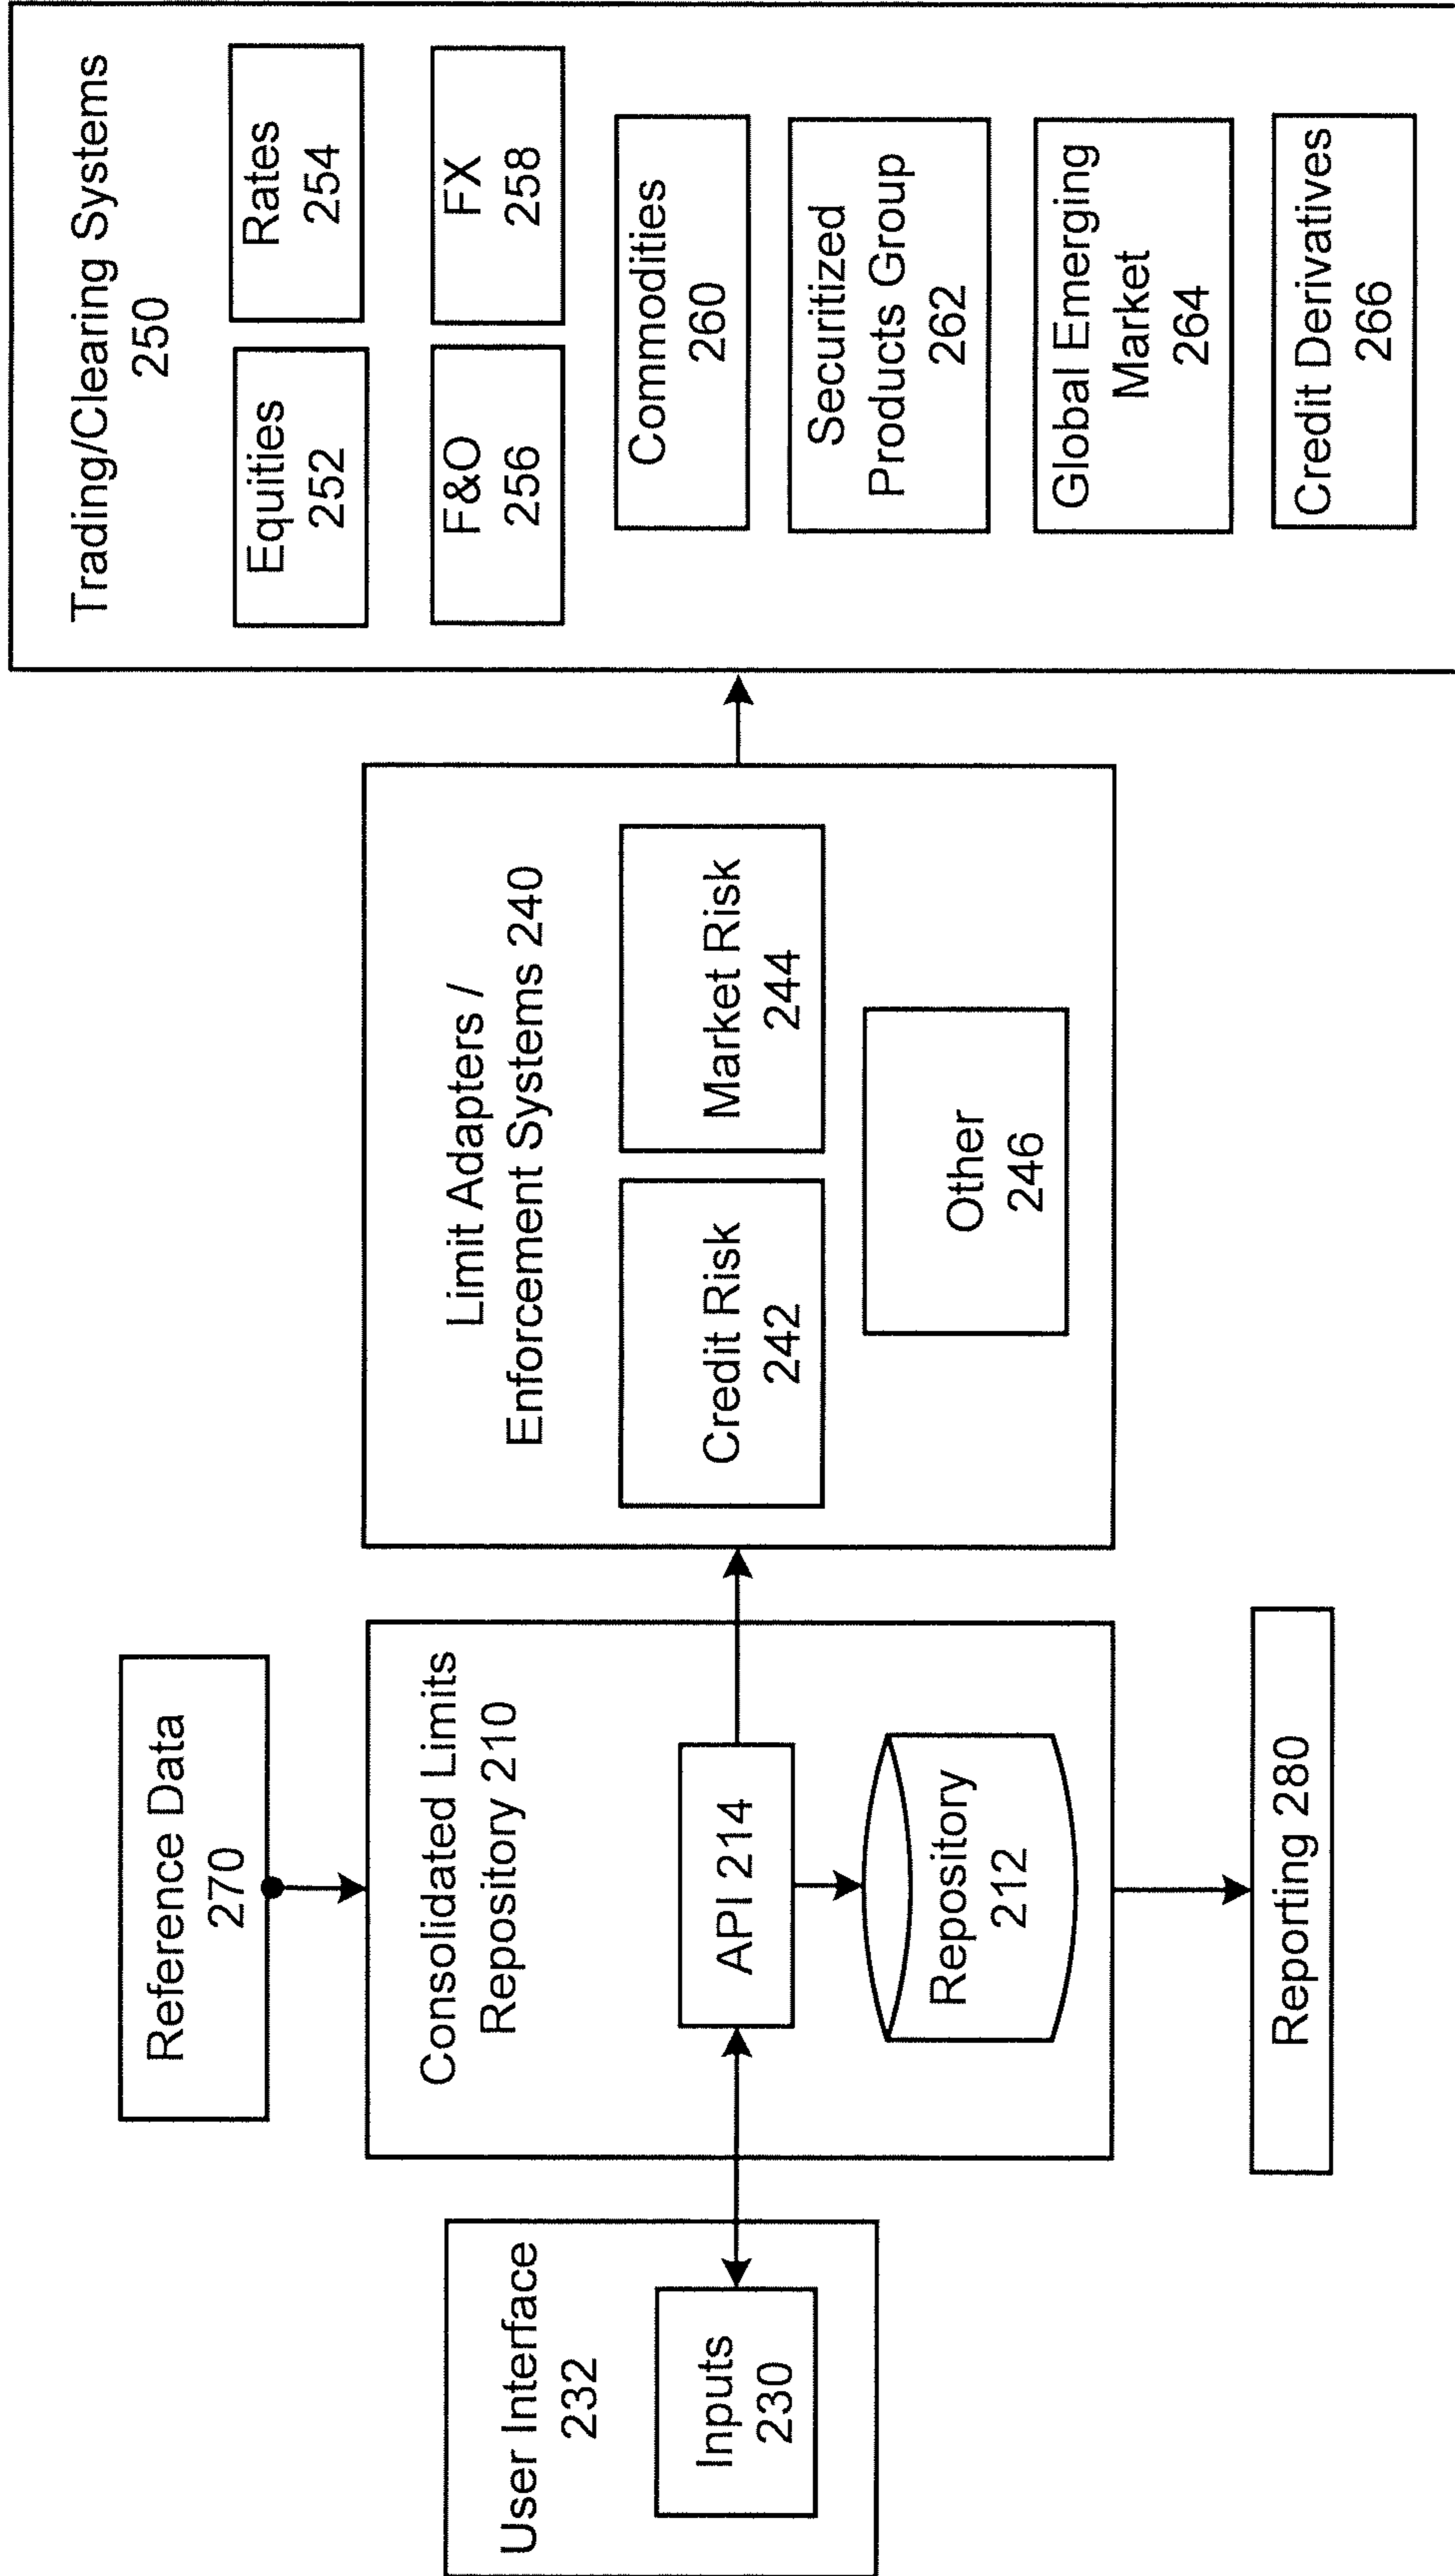 User Interface
232
Inputs
230
Reference Data
270
Consolidated Limits
Repository 210
API 214
Repository
212
Reporting 280
Limit Adapters /
Enforcement Systems 240
Credit Risk
242
Market Risk
244
Other
246
Trading/Clearing Systems
250
Equities
252
Rates
254
F&O
256
FX
258
Commodities
260
Securitized
Products Group
262
Global Emerging
Market
264
Credit Derivatives
266